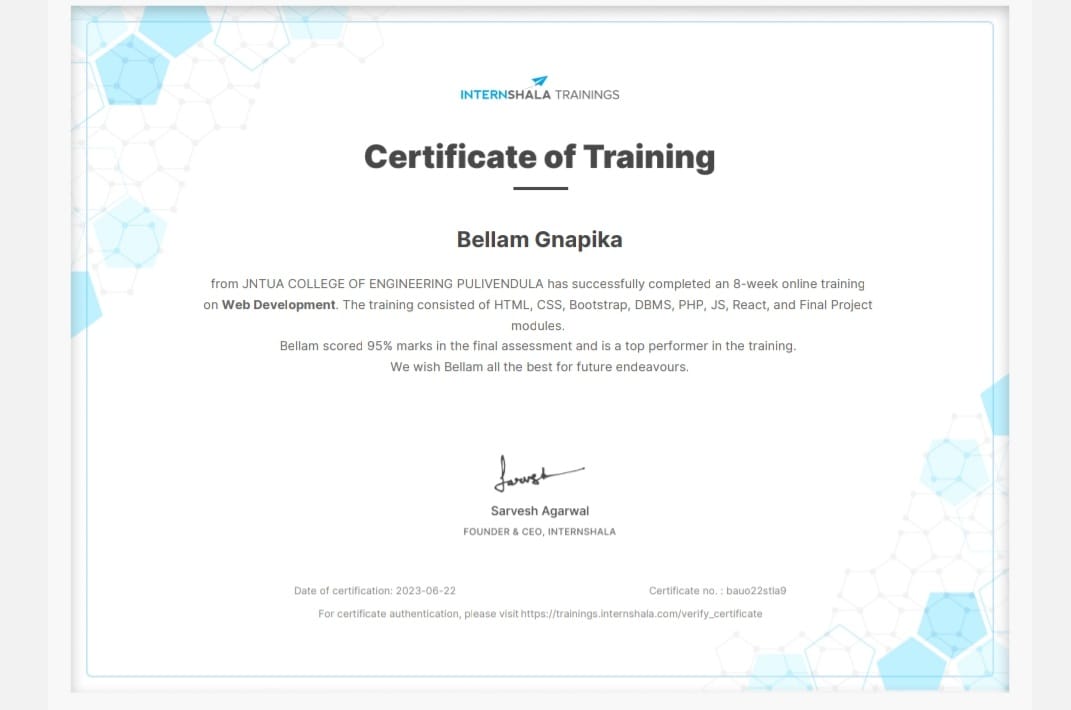 INTERNSHALA TRAININGS
Certificate of Training
Bellam Gnapika
from JNTUA COLLEGE OF ENGINEERING PULIVENDULA has successfully completed an 8-week online training
on Web Development. The training consisted of HTML, CSS, Bootstrap, DBMS, PHP, JS, React, and Final Project
modules.
Bellam scored 95% marks in the final assessment and is a top performer in the training.
We wish Bellam all the best for future endeavours.
Sarvesh
Sarvesh Agarwal
FOUNDER & CEO, INTERNSHALA
Date of certification: 2023-06-22 Certificate no. : bauo22stla9
For certificate authentication, please visit https://trainings.internshala.com/verify_certificate